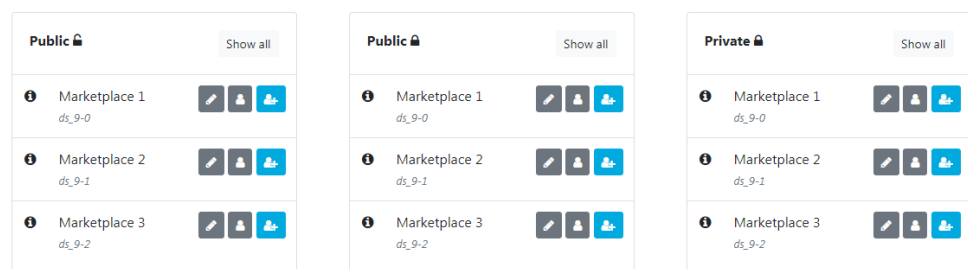 Public Show all
Marketplace 1
ds_9-0
Marketplace 2
ds_9-1
Marketplace 3
ds_9-2
Public Show all
Marketplace 1
ds_9-0
Marketplace 2
ds_9-1
Marketplace 3
ds_9-2
Private Show all
Marketplace 1
ds_9-0
Marketplace 2
ds_9-1
Marketplace 3
ds_9-2